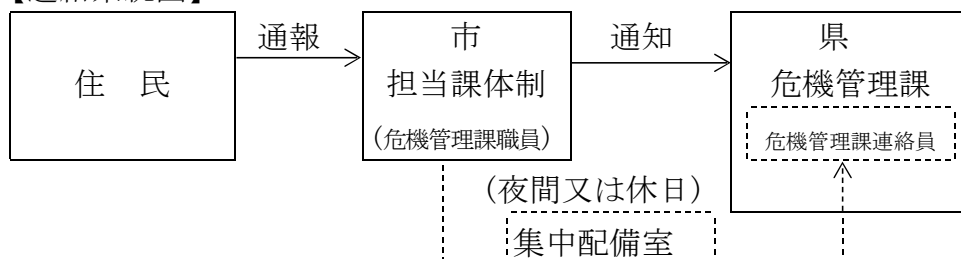 【連絡系統図】
住　民
通報
市
担当課体制
(危機管理課職員)
通知
県
危機管理課
危機管理課連絡員
(夜間又は休日)
集中配備室